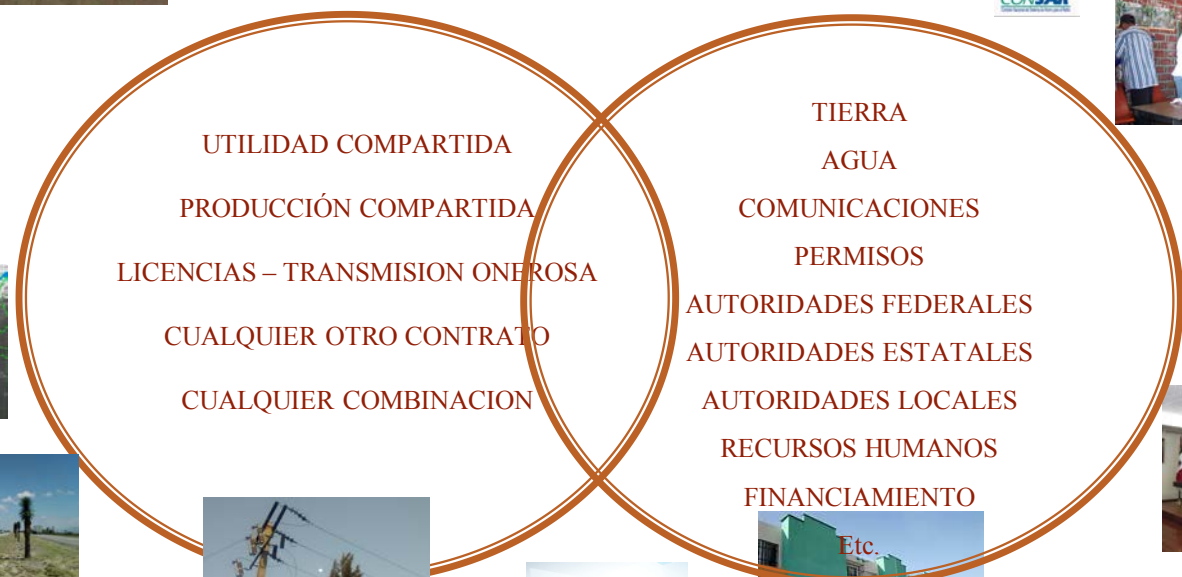 CONSAR
UTILIDAD COMPARTIDA
PRODUCCIÓN COMPARTIDA
LICENCIAS – TRANSMISION ONEROSA
CUALQUIER OTRO CONTRATO
CUALQUIER COMBINACION
TIERRA
AGUA
COMUNICACIONES
PERMISOS
AUTORIDADES FEDERALES
AUTORIDADES ESTATALES
AUTORIDADES LOCALES
RECURSOS HUMANOS
FINANCIAMIENTO
Etc.